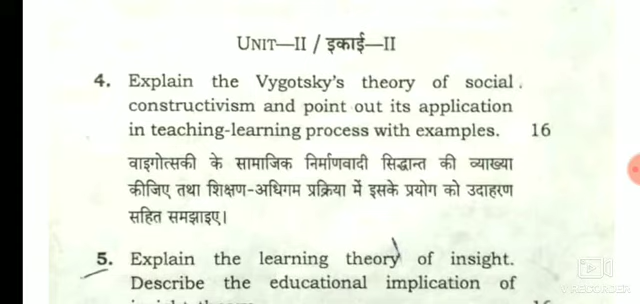 UNIT—II / इकाई—II
4. Explain the Vygotsky's theory of social
constructivism and point out its application
in teaching-learning process with examples. 16
वाइगोत्सकी के सामाजिक निर्माणवादी सिद्धान्त की व्याख्या
कीजिए तथा शिक्षण-अधिगम प्रक्रिया में इसके प्रयोग को उदाहरण
सहित समझाइए।
5. Explain the learning theory of insight.
Describe the educational implication of
V RECORDER